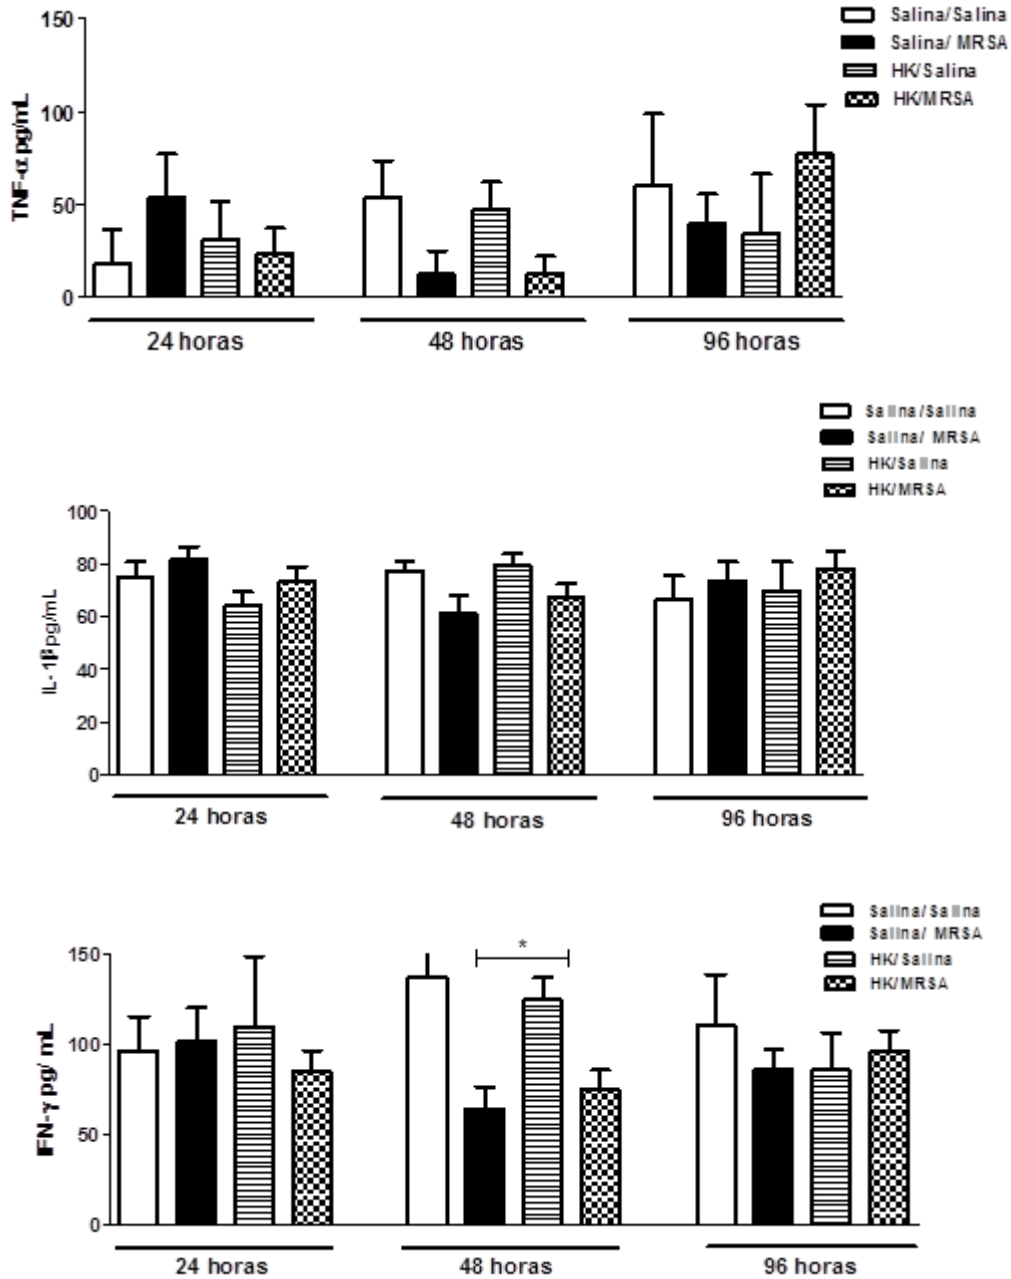 Salina/Salina
Salina/ MRSA
HK/Salina
HK/MRSA
TNF-α pg/mL
150
100
50
0
24 horas
48 horas
96 horas
Salina/Salina
Salina/ MRSA
HK/Salina
HK/MRSA
IL-1β pg/mL
100
80
60
40
20
0
24 horas
48 horas
96 horas
Salina/Salina
Salina/ MRSA
HK/Salina
HK/MRSA
IFN-γ pg/ mL
150
100
50
0
*
24 horas
48 horas
96 horas